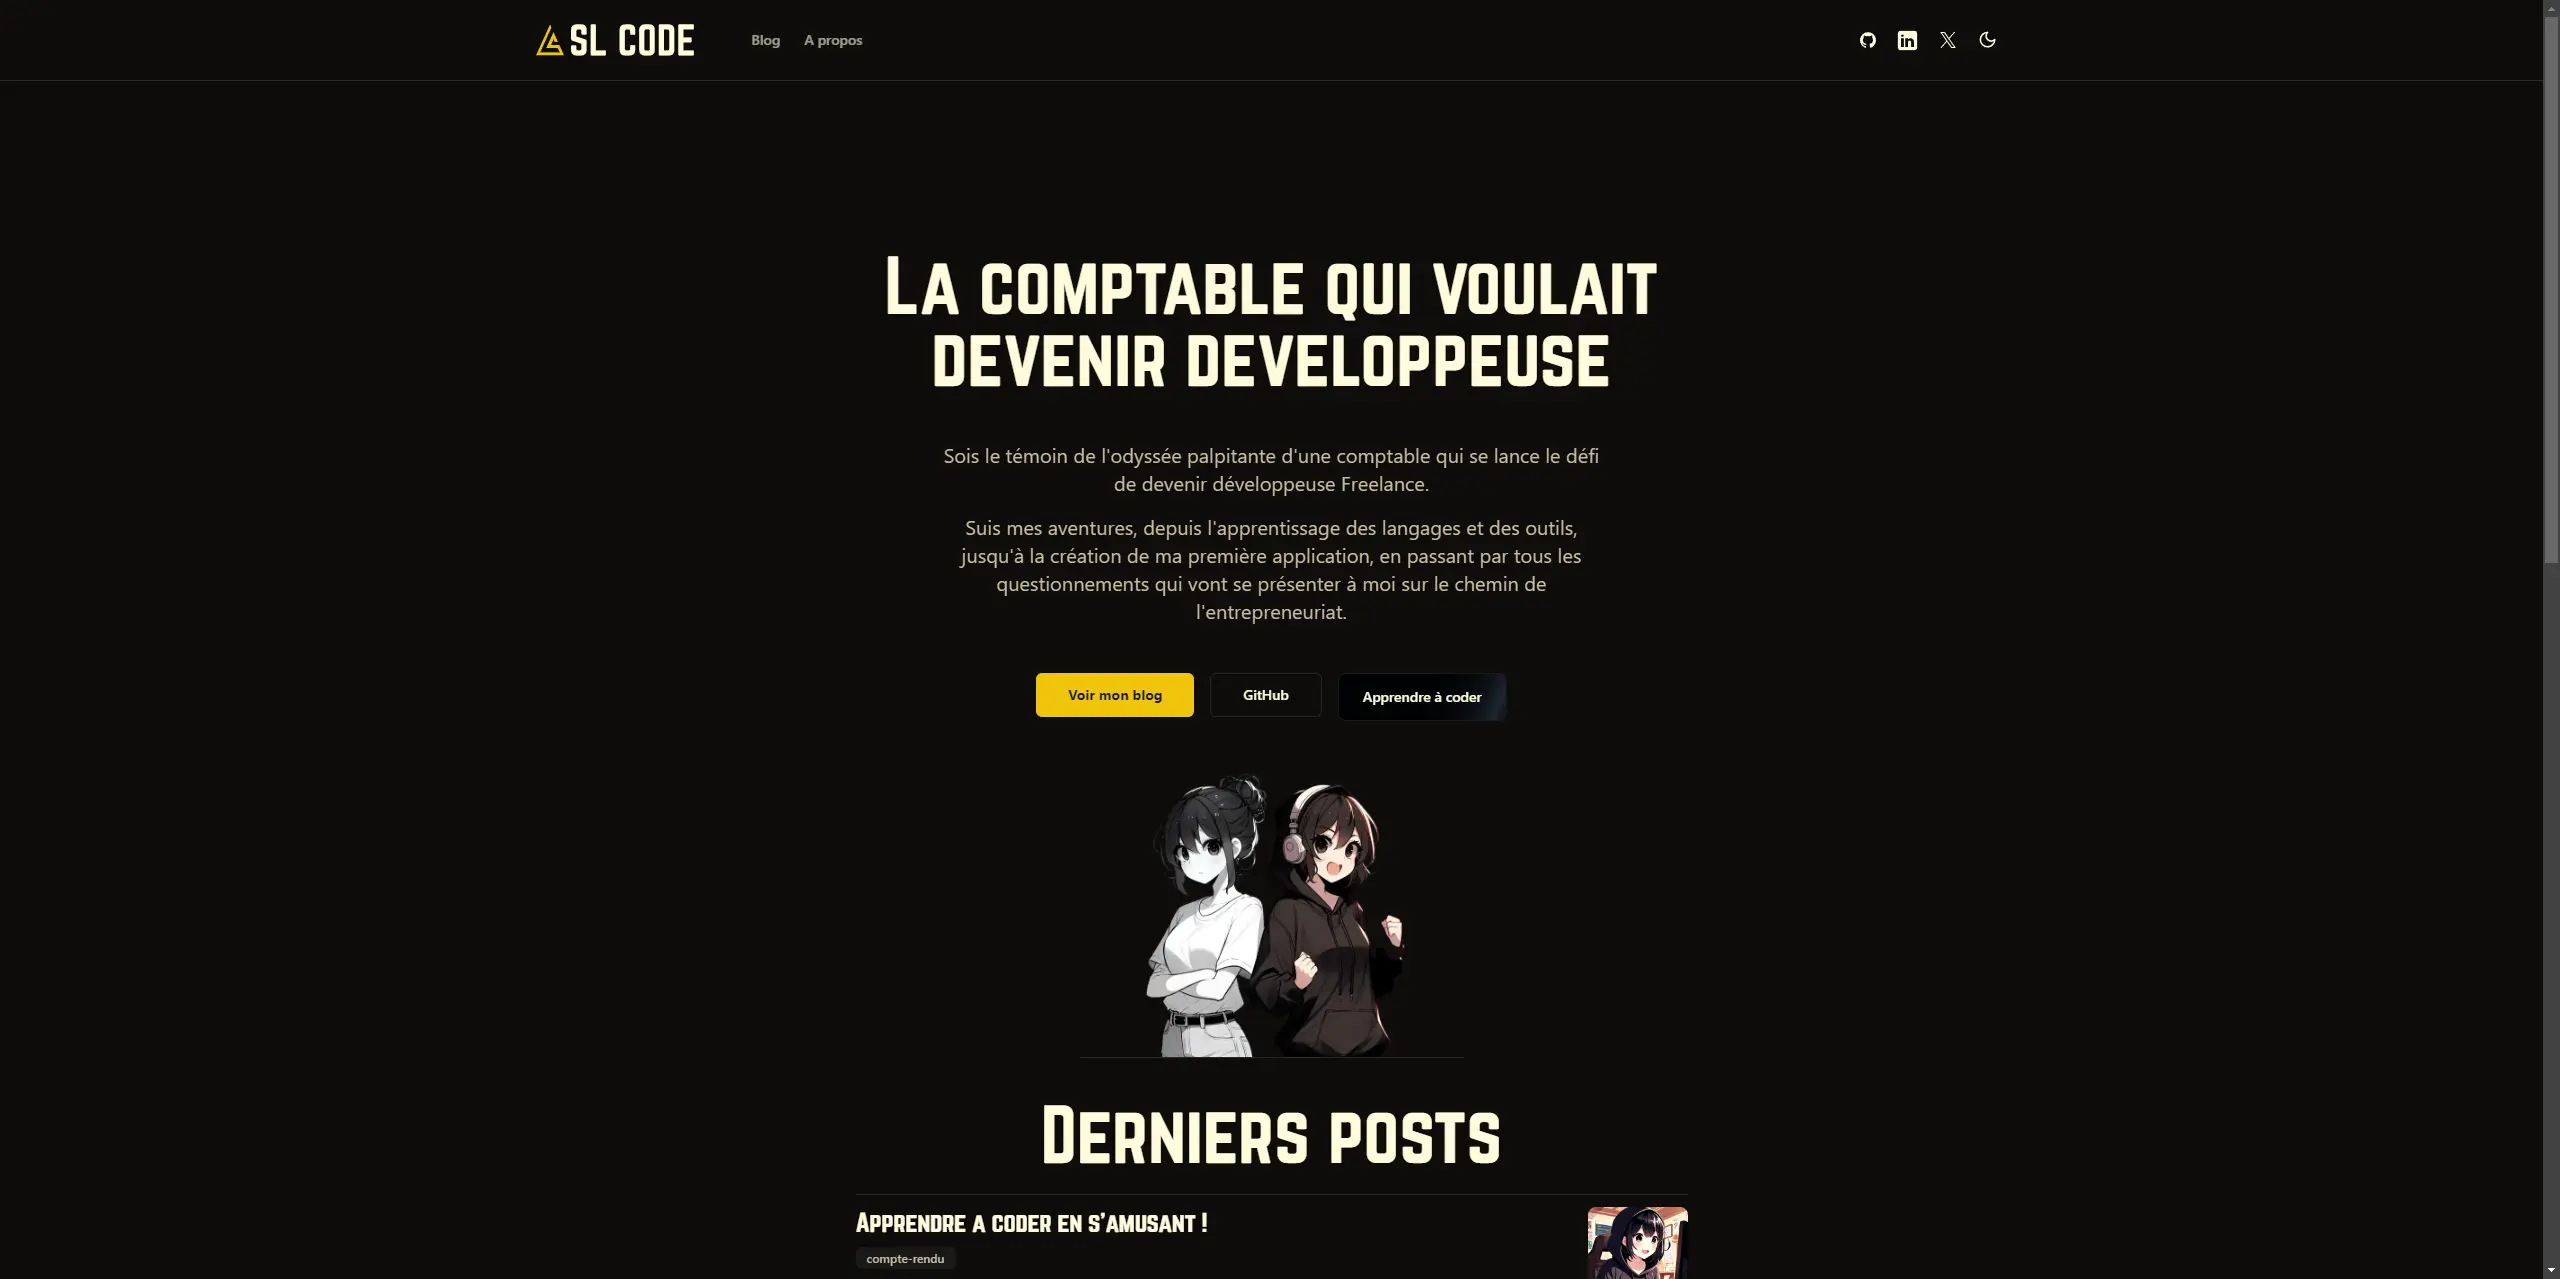 SL CODE
Blog
A propos
La comptable qui voulait
devenir developpeuse
Sois le témoin de l'odyssée palpitante d'une comptable qui se lance le défi
de devenir développeuse Freelance.
Suis mes aventures, depuis l'apprentissage des langages et des outils,
jusqu'à la création de ma première application, en passant par tous les
questionnements qui vont se présenter à moi sur le chemin de
l'entrepreneuriat.
Voir mon blog
GitHub
Apprendre à coder
Derniers posts
Apprendre a coder en s'amusant !
compte-rendu